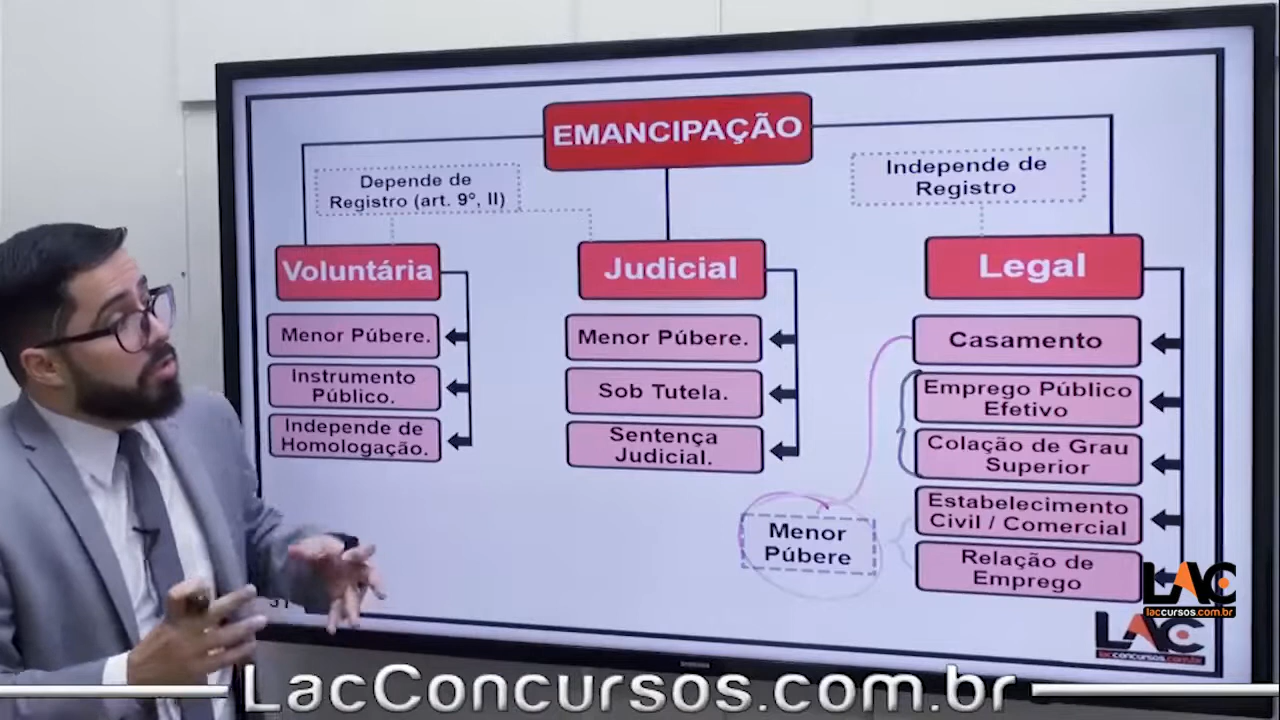 EMANCIPAÇÃO
Depende de
Registro (art. 9º, II)
Independe de
Registro
Voluntária
Menor Púbere.
Instrumento
Público.
Independe de
Homologação.
Judicial
Menor Púbere.
Sob Tutela.
Sentença
Judicial.
Legal
Casamento
Emprego Público
Efetivo
Colação de Grau
Superior
Estabelecimento
Civil / Comercial
Relação de
Emprego
Menor
Púbere
LAC
laccursos.com.br
LAC
lacconcursos.com.br
LacConcursos.com.br